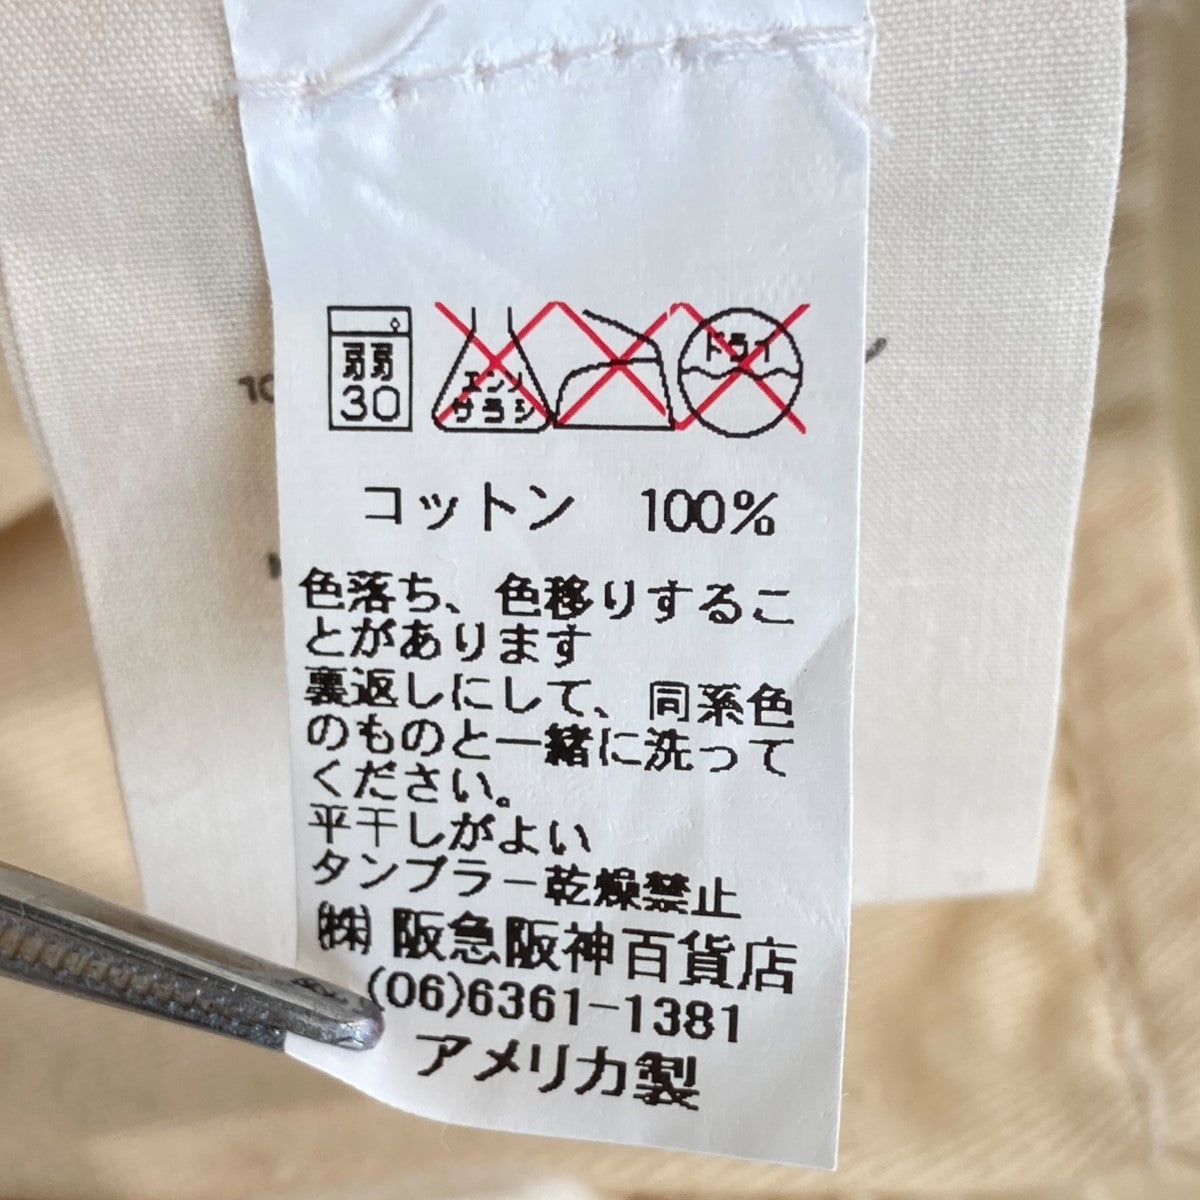 弱
30
エンソ
サラシ
ドライ
コットン 100%
色落ち、色移りするこ
とがあります
裏返しにして、同系色
のものと一緒に洗って
ください。
平干しがよい
タンブラー乾燥禁止
㈱ 阪急阪神百貨店
(06)6361-1381
アメリカ製